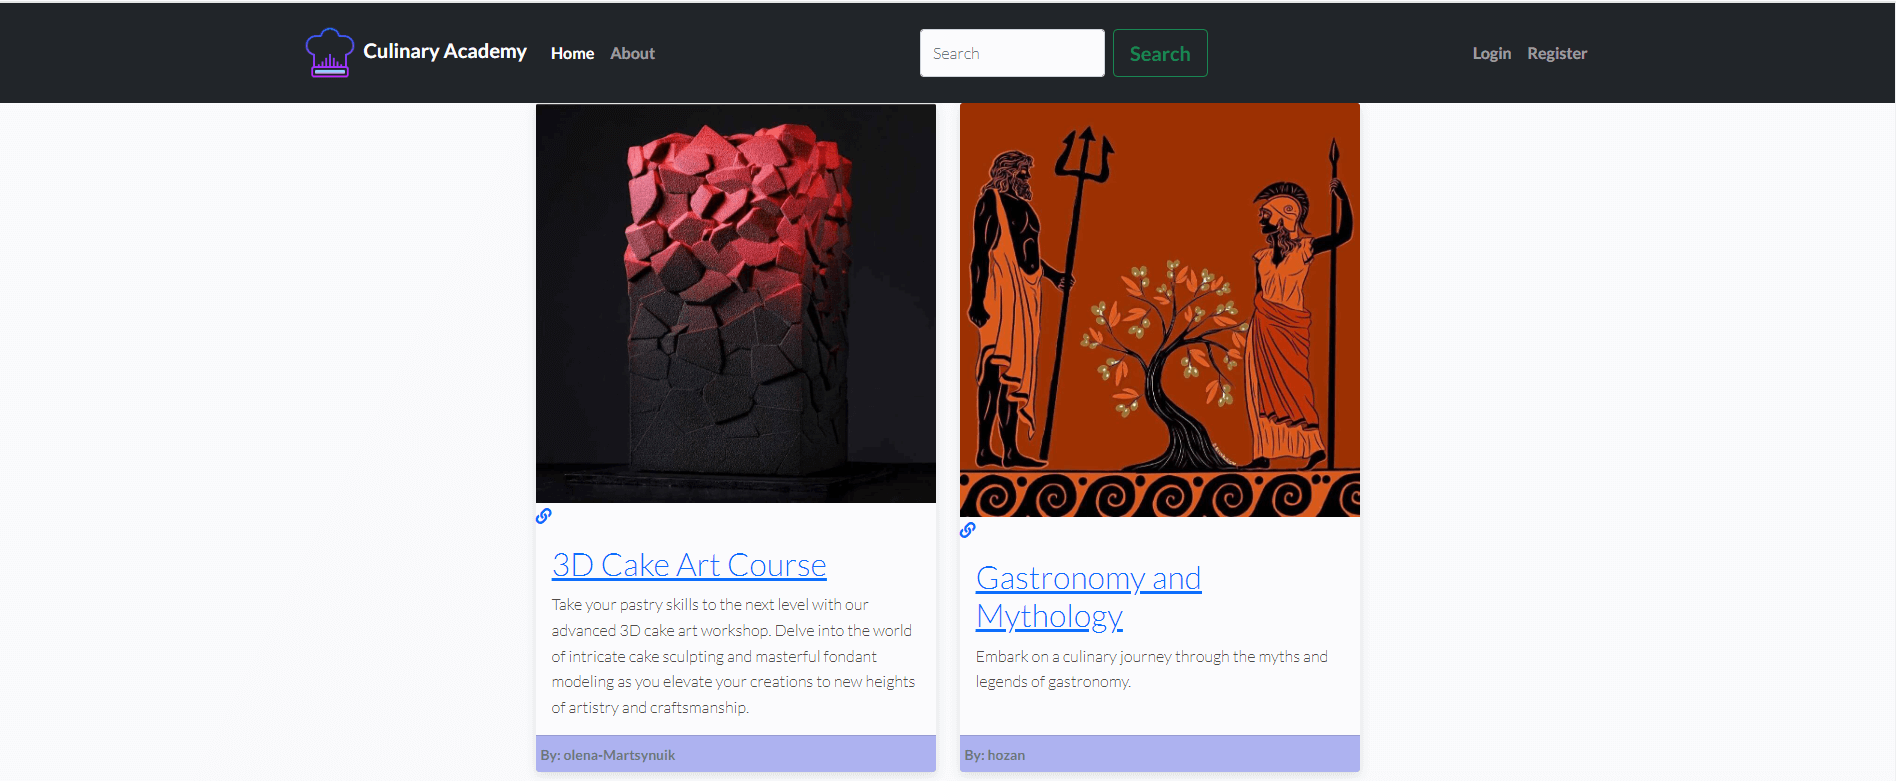 Culinary Academy Home About Search Search Login Register
3D Cake Art Course
Take your pastry skills to the next level with our
advanced 3D cake art workshop. Delve into the world
of intricate cake sculpting and masterful fondant
modeling as you elevate your creations to new heights
of artistry and craftsmanship.
By: olena-Martsynuik
Gastronomy and
Mythology
Embark on a culinary journey through the myths and
legends of gastronomy.
By: hozan